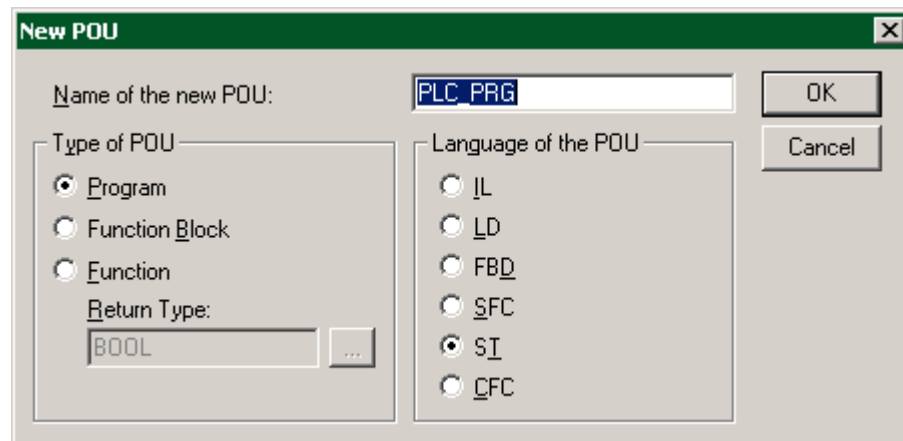 New POU
Name of the new POU:
PLC_PRG
OK
Cancel
Type of POU
Program
Function Block
Function
Return Type:
BOOL
...
Language of the POU
IL
LD
FBD
SFC
ST
CFC